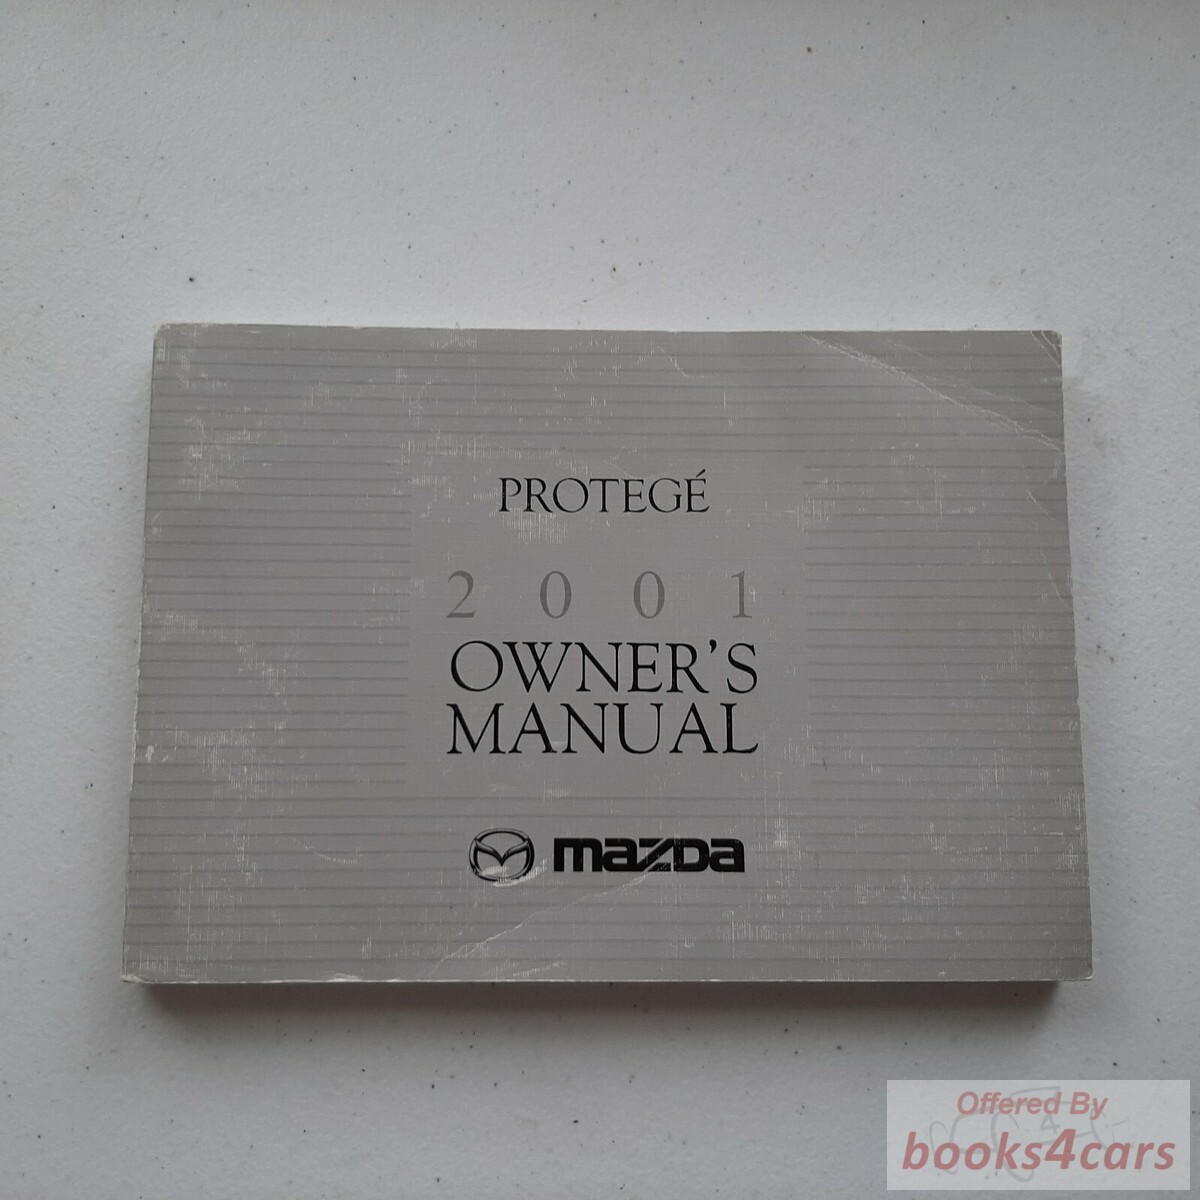 PROTEGÉ
2001
OWNER'S
MANUAL
mazda
Offered By
books4cars